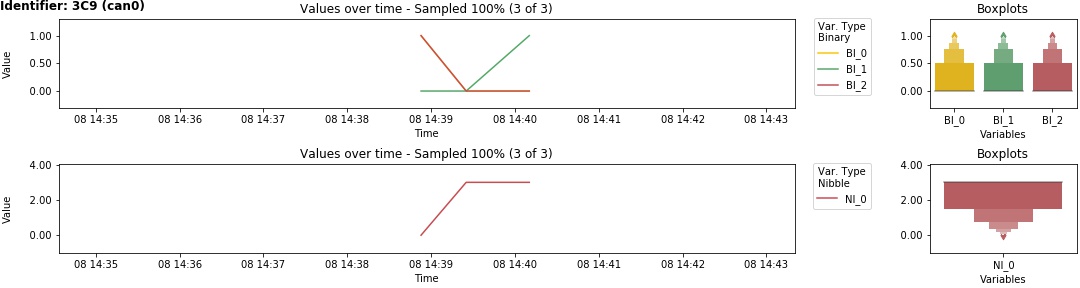 Identifier: 3C9 (can0)
Values over time - Sampled 100% (3 of 3)
Value
1.00
0.50
0.00
08 14:35 08 14:36 08 14:37 08 14:38 08 14:39 08 14:40 08 14:41 08 14:42 08 14:43
Time
Var. Type
Binary
BI_0
BI_1
BI_2
Boxplots
1.00
0.50
0.00
BI_0 BI_1 BI_2
Variables
Values over time - Sampled 100% (3 of 3)
Value
4.00
2.00
0.00
08 14:35 08 14:36 08 14:37 08 14:38 08 14:39 08 14:40 08 14:41 08 14:42 08 14:43
Time
Var. Type
Nibble
NI_0
Boxplots
4.00
2.00
0.00
NI_0
Variables